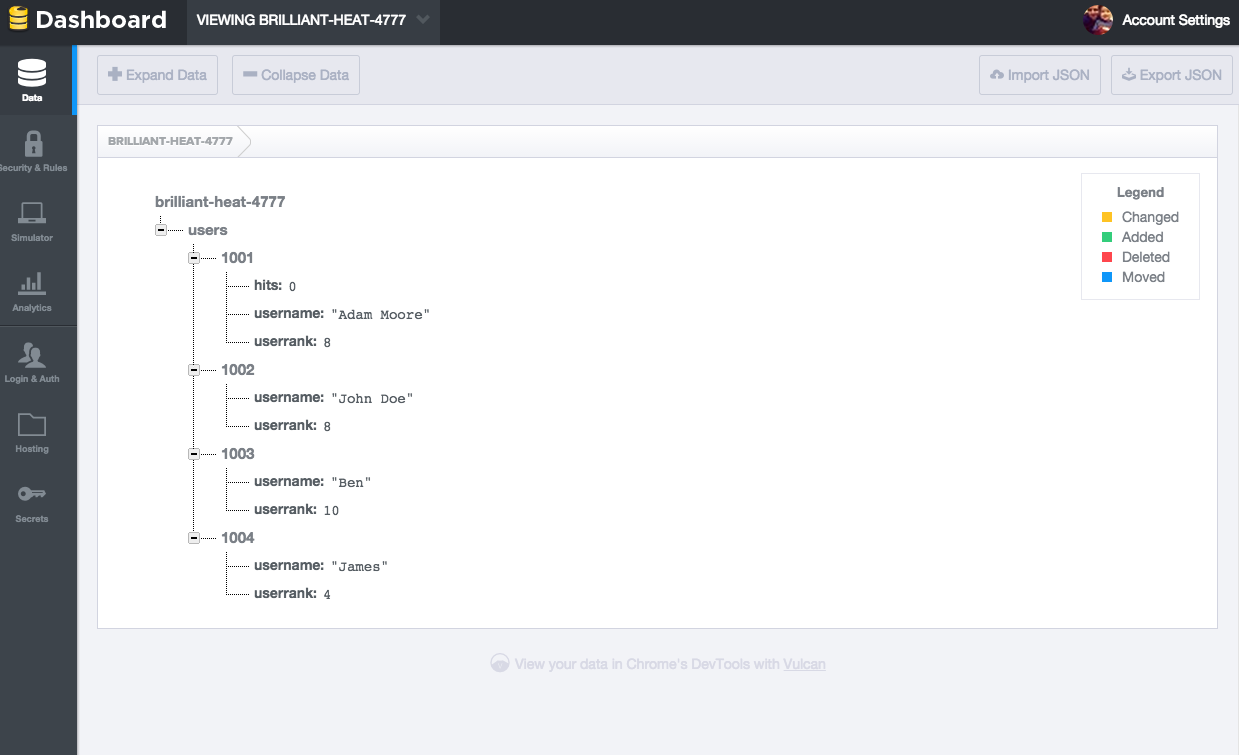 Dashboard VIEWING BRILLIANT-HEAT-4777 Account Settings
Expand Data Collapse Data Import JSON Export JSON
Data
Security & Rules
Simulator
Analytics
Login & Auth
Hosting
Secrets
BRILLIANT-HEAT-4777
brilliant-heat-4777
users
1001
hits: 0
username: "Adam Moore"
userrank: 8
1002
username: "John Doe"
userrank: 8
1003
username: "Ben"
userrank: 10
1004
username: "James"
userrank: 4
Legend
Changed
Added
Deleted
Moved
View your data in Chrome's DevTools with Vulcan